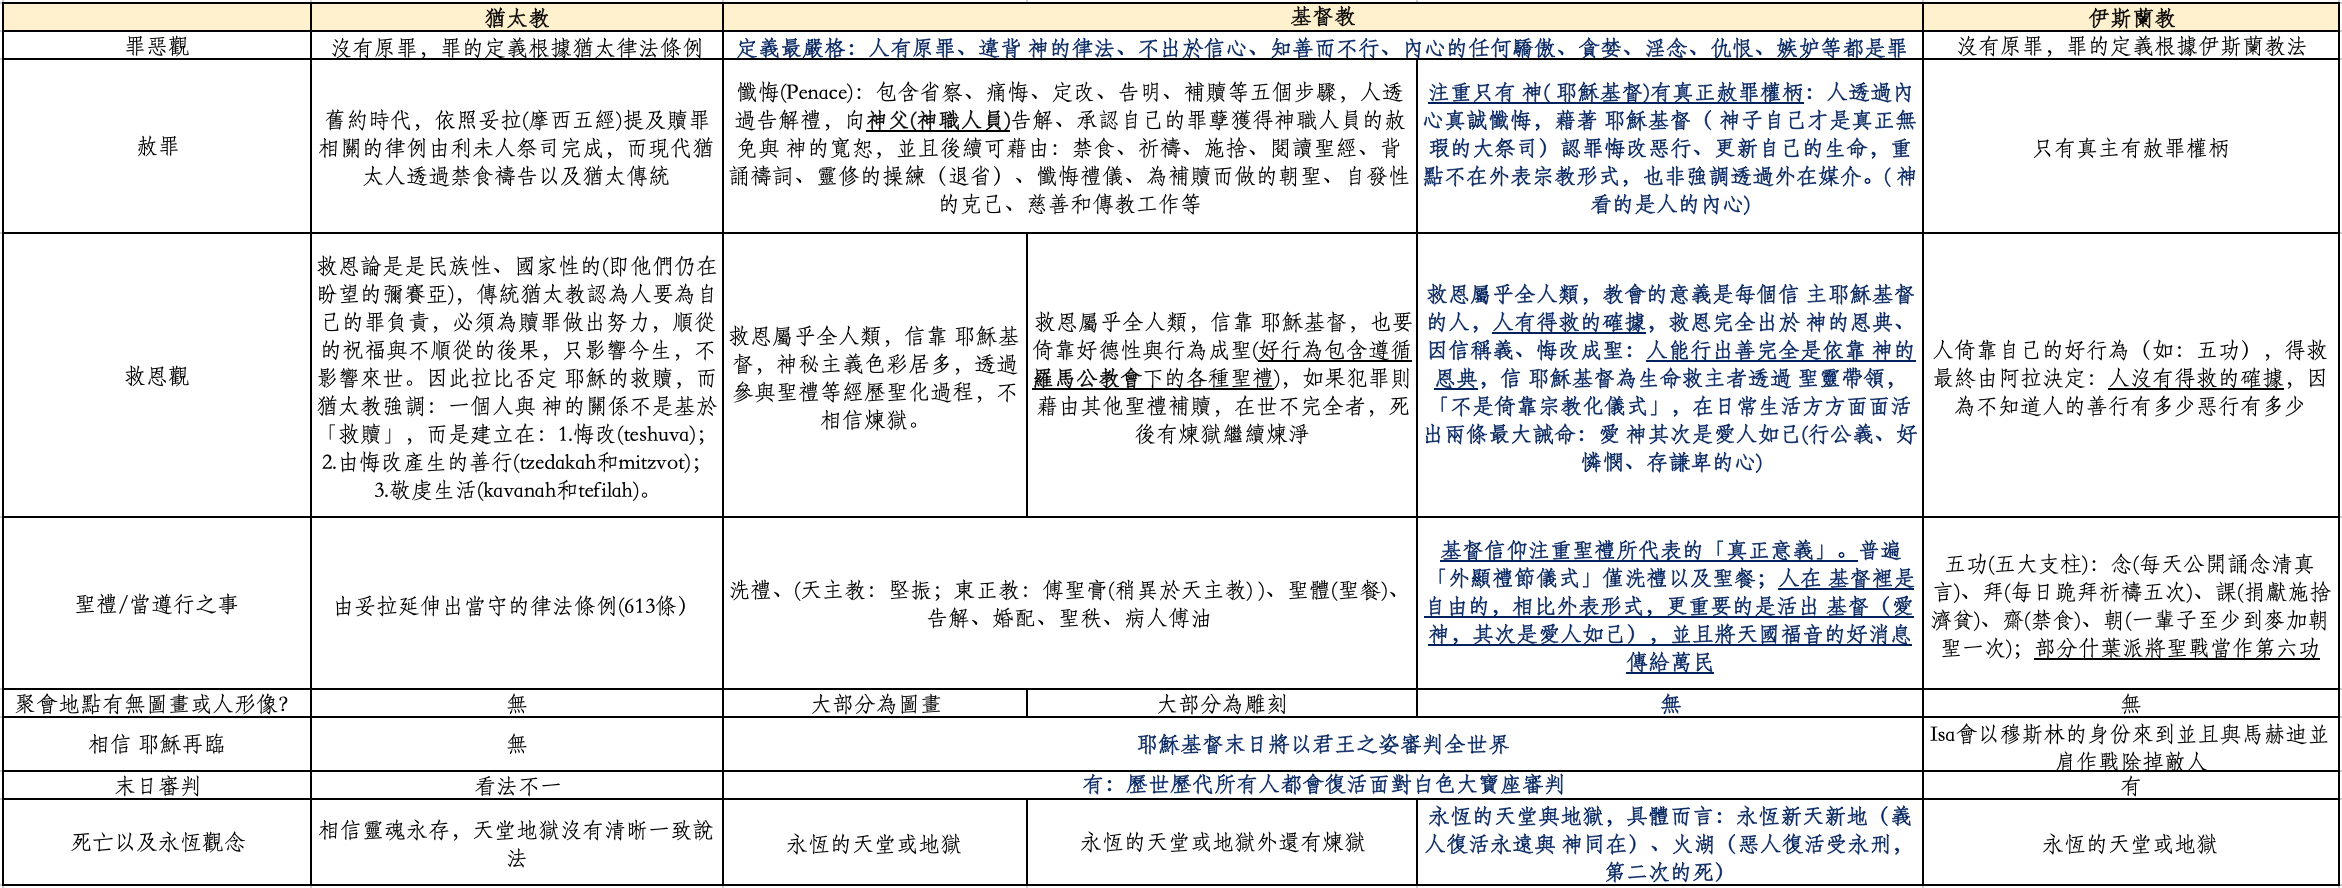 猶太教
基督教
伊斯蘭教
罪惡觀
沒有原罪，罪的定義根據猶太律法條例
定義最嚴格：人有原罪、違背 神的律法、不出於信心、知善而不行、內心的任何驕傲、貪婪、淫念、仇恨、嫉妒等都是罪
沒有原罪，罪的定義根據伊斯蘭教法
赦罪
舊約時代，依照妥拉(摩西五經)提及贖罪
相關的律例由利未人祭司完成，而現代猶
太人透過禁食禱告以及猶太傳統
懺悔(Penace)：包含省察、痛悔、定改、告明、補贖等五個步驟，人透
過告解禮，向神父(神職人員)告解、承認自己的罪孽獲得神職人員的赦
免與 神的寬恕，並且後續可藉由：禁食、祈禱、施捨、閱讀聖經、背
誦禱詞、靈修的操練（退省）、懺悔禮儀、為補贖而做的朝聖、自發性
的克己、慈善和傳教工作等
注重只有 神( 耶穌基督)有真正赦罪權柄：人透過內
心真誠懺悔，藉著 耶穌基督（ 神子自己才是真正無
瑕的大祭司）認罪悔改惡行、更新自己的生命，重
點不在外表宗教形式，也非強調透過外在媒介。( 神
看的是人的內心)
只有真主有赦罪權柄
救恩觀
救恩論是是民族性、國家性的(即他們仍在
盼望的彌賽亞)，傳統猶太教認為人要為自
己的罪負責，必須為贖罪做出努力，順從
的祝福與不順從的後果，只影響今生，不
影響來世。因此拉比否定 耶穌的救贖，而
猶太教強調：一個人與 神的關係不是基於
「救贖」，而是建立在：1.悔改(teshuva)；
2.由悔改產生的善行(tzedakah和mitzvot)；
3.敬虔生活(kavanah和tefilah)。
救恩屬乎全人類，信靠 耶穌基
督，神秘主義色彩居多，透過
參與聖禮等經歷聖化過程，不
相信煉獄。
救恩屬乎全人類，信靠 耶穌基督，也要
倚靠好德性與行為成聖(好行為包含遵循
羅馬公教會下的各種聖禮)，如果犯罪則
藉由其他聖禮補贖，在世不完全者，死
後有煉獄繼續煉淨
救恩屬乎全人類，教會的意義是每個信 主耶穌基督
的人，人有得救的確據，救恩完全出於 神的恩典、
因信稱義、悔改成聖：人能行出善完全是依靠 神的
恩典，信 耶穌基督為生命救主者透過 聖靈帶領，
「不是倚靠宗教化儀式」，在日常生活方方面面活
出兩條最大誡命：愛 神其次是愛人如己(行公義、好
憐憫、存謙卑的心)
人倚靠自己的好行為（如：五功），得救
最終由阿拉決定：人沒有得救的確據，因
為不知道人的善行有多少惡行有多少
聖禮/當遵行之事
由妥拉延伸出當守的律法條例(613條）
洗禮、(天主教：堅振；東正教：傅聖膏(稍異於天主教) )、聖體(聖餐)、
告解、婚配、聖秩、病人傅油
基督信仰注重聖禮所代表的「真正意義」。普遍
「外顯禮節儀式」僅洗禮以及聖餐；人在 基督裡是
自由的，相比外表形式，更重要的是活出 基督（愛
神，其次是愛人如己），並且將天國福音的好消息
傳給萬民
五功(五大支柱)：念(每天公開誦念清真
言)、拜(每日跪拜祈禱五次)、課(捐獻施捨
濟貧)、齋(禁食)、朝(一輩子至少到麥加朝
聖一次)；部分什葉派將聖戰當作第六功
聚會地點有無圖畫或人形像?
無
大部分為圖畫
大部分為雕刻
無
無
相信 耶穌再臨
無
耶穌基督末日將以君王之姿審判全世界
Isa會以穆斯林的身份來到並且與馬赫迪並
肩作戰除掉敵人
末日審判
看法不一
有：歷世歷代所有人都會復活面對白色大寶座審判
有
死亡以及永恆觀念
相信靈魂永存，天堂地獄沒有清晰一致說
法
永恆的天堂或地獄
永恆的天堂或地獄外還有煉獄
永恆的天堂與地獄，具體而言：永恆新天新地（義
人復活永遠與 神同在）、火湖（惡人復活受永刑，
第二次的死）
永恆的天堂或地獄